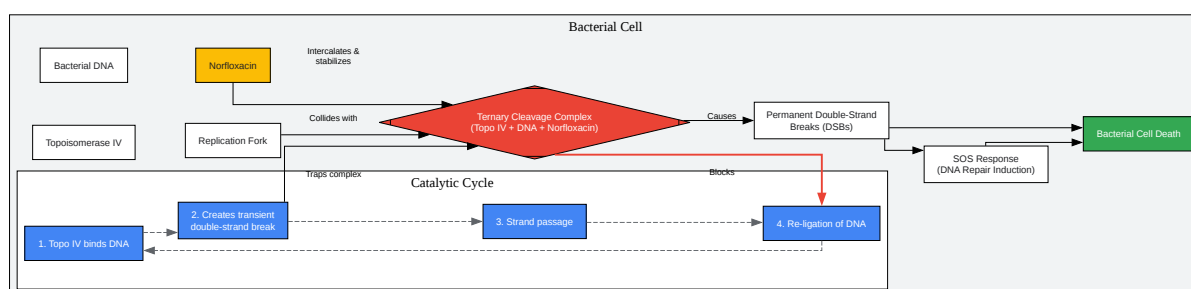 Bacterial Cell
Bacterial DNA
Norfloxacin
Intercalates &
stabilizes
Topoisomerase IV
Replication Fork
Collides with
Ternary Cleavage Complex
(Topo IV + DNA + Norfloxacin)
Causes
Permanent Double-Strand
Breaks (DSBs)
Bacterial Cell Death
SOS Response
(DNA Repair Induction)
Traps complex
Blocks
Catalytic Cycle
1. Topo IV binds DNA
2. Creates transient
double-strand break
3. Strand passage
4. Re-ligation of DNA